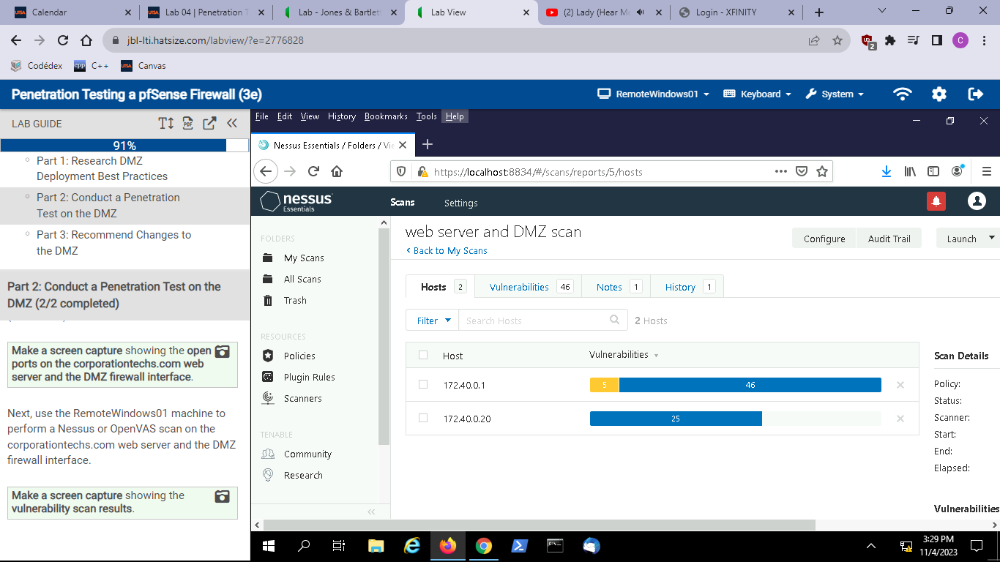 Calendar
Lab 04 | Penetration T
Lab - Jones & Bartlett
Lab View
(2) Lady (Hear Me
Login - XFINITY
jbl-lti.hatsize.com/labview/?e=2776828
2
C
Codédex
cpp
C++
UTSA
Canvas
Penetration Testing a pfSense Firewall (3e)
RemoteWindows01
Keyboard
System
LAB GUIDE
PDF
91%
Part 1: Research DMZ
Deployment Best Practices
Part 2: Conduct a Penetration
Test on the DMZ
Part 3: Recommend Changes to
the DMZ
Part 2: Conduct a Penetration Test on the
DMZ (2/2 completed)
Make a screen capture showing the open
ports on the corporationtechs.com web
server and the DMZ firewall interface.
Next, use the RemoteWindows01 machine to
perform a Nessus or OpenVAS scan on the
corporationtechs.com web server and the DMZ
firewall interface.
Make a screen capture showing the
vulnerability scan results.
File Edit View History Bookmarks Tools Help
Nessus Essentials / Folders / Vie
https://localhost:8834/#/scans/reports/5/hosts
nessus
Essentials
Scans
Settings
FOLDERS
My Scans
All Scans
Trash
RESOURCES
Policies
Plugin Rules
Scanners
TENABLE
Community
Research
web server and DMZ scan
Back to My Scans
Configure
Audit Trail
Launch
Hosts 2
Vulnerabilities 46
Notes 1
History 1
Filter
Search Hosts
2 Hosts
Host
Vulnerabilities
172.40.0.1
5
46
172.40.0.20
25
Scan Details
Policy:
Status:
Scanner:
Start:
End:
Elapsed:
Vulnerabilities
3:29 PM
11/4/2023